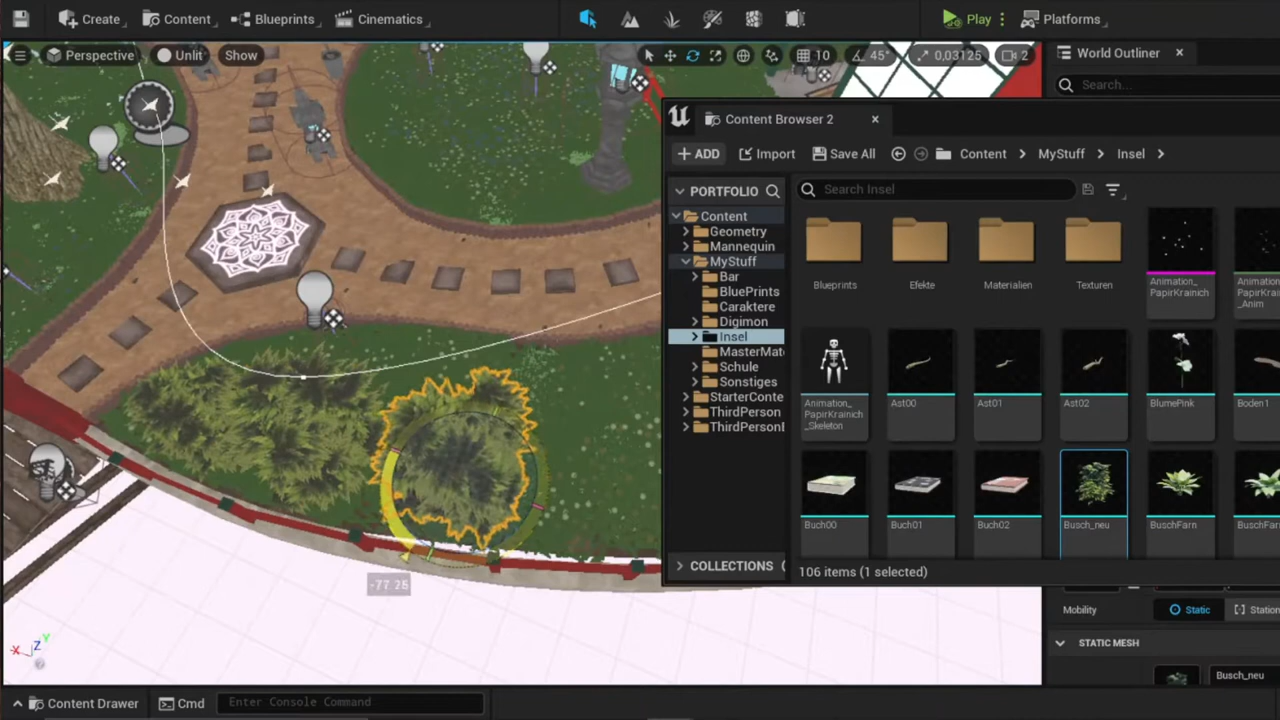 Create
Content
Blueprints
Cinematics
Play
Platforms
Perspective
Unlit
Show
10
45°
0,03125
2
World Outliner
Search...
Content Browser 2
ADD
Import
Save All
Content
MyStuff
Insel
PORTFOLIO
Search Insel
Content
Geometry
Mannequin
MyStuff
Bar
BluePrints
Caraktere
Digimon
Insel
MasterMat
Schule
Sonstiges
StarterConte
ThirdPerson
ThirdPersonB
COLLECTIONS
Blueprints
Efekte
Materialien
Texturen
Animation_
PapirKrainich
Animation_
PapirKrain
_Anim
Animation_
PapirKrainich
_Skeleton
Ast00
Ast01
Ast02
BlumePink
Boden1
Buch00
Buch01
Buch02
Busch_neu
BuschFarn
BuschFarr
106 items (1 selected)
-77.25
Mobility
Static
Station
STATIC MESH
Busch_neu
X
Z
Y
Content Drawer
Cmd
Enter Console Command